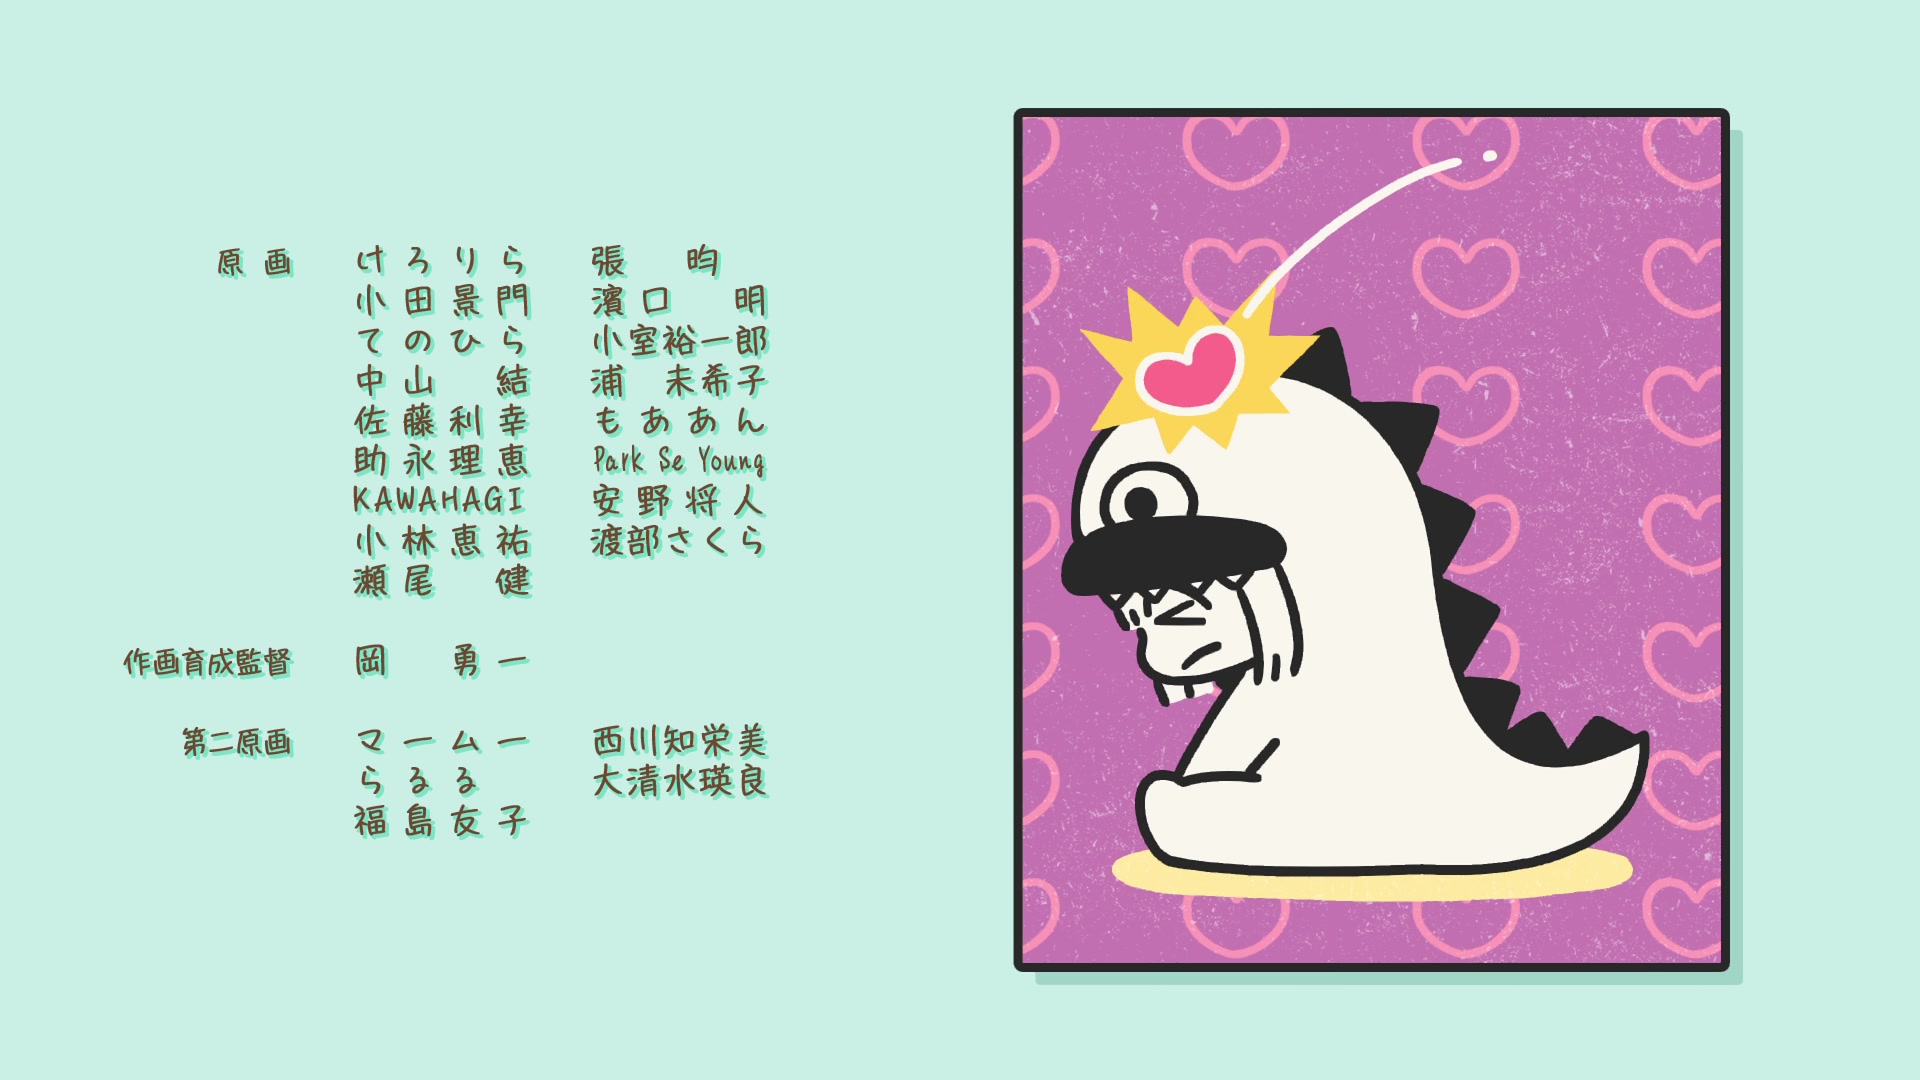 原画 けろりら 張 昀
小田景門 濱口 明
てのひら 小室裕一郎
中山 結 浦 未希子
佐藤利幸 もああん
助永理恵 Park Se Young
KAWAHAGI 安野将人
小林恵祐 渡部さくら
瀬尾 健
作画育成監督 岡 勇一
第二原画 マームー 西川知栄美
らるる 大清水瑛良
福島友子